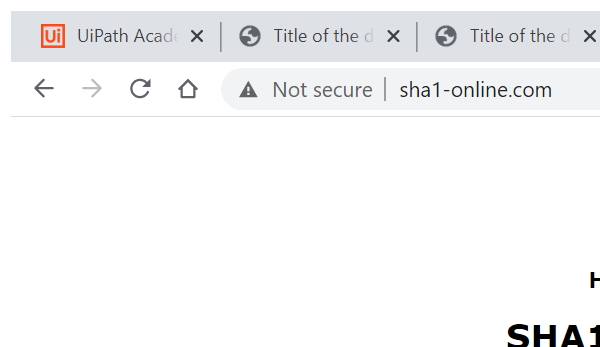 Ui UiPath Acade Title of the d Title of the d
Not secure sha1-online.com
H
SHA1